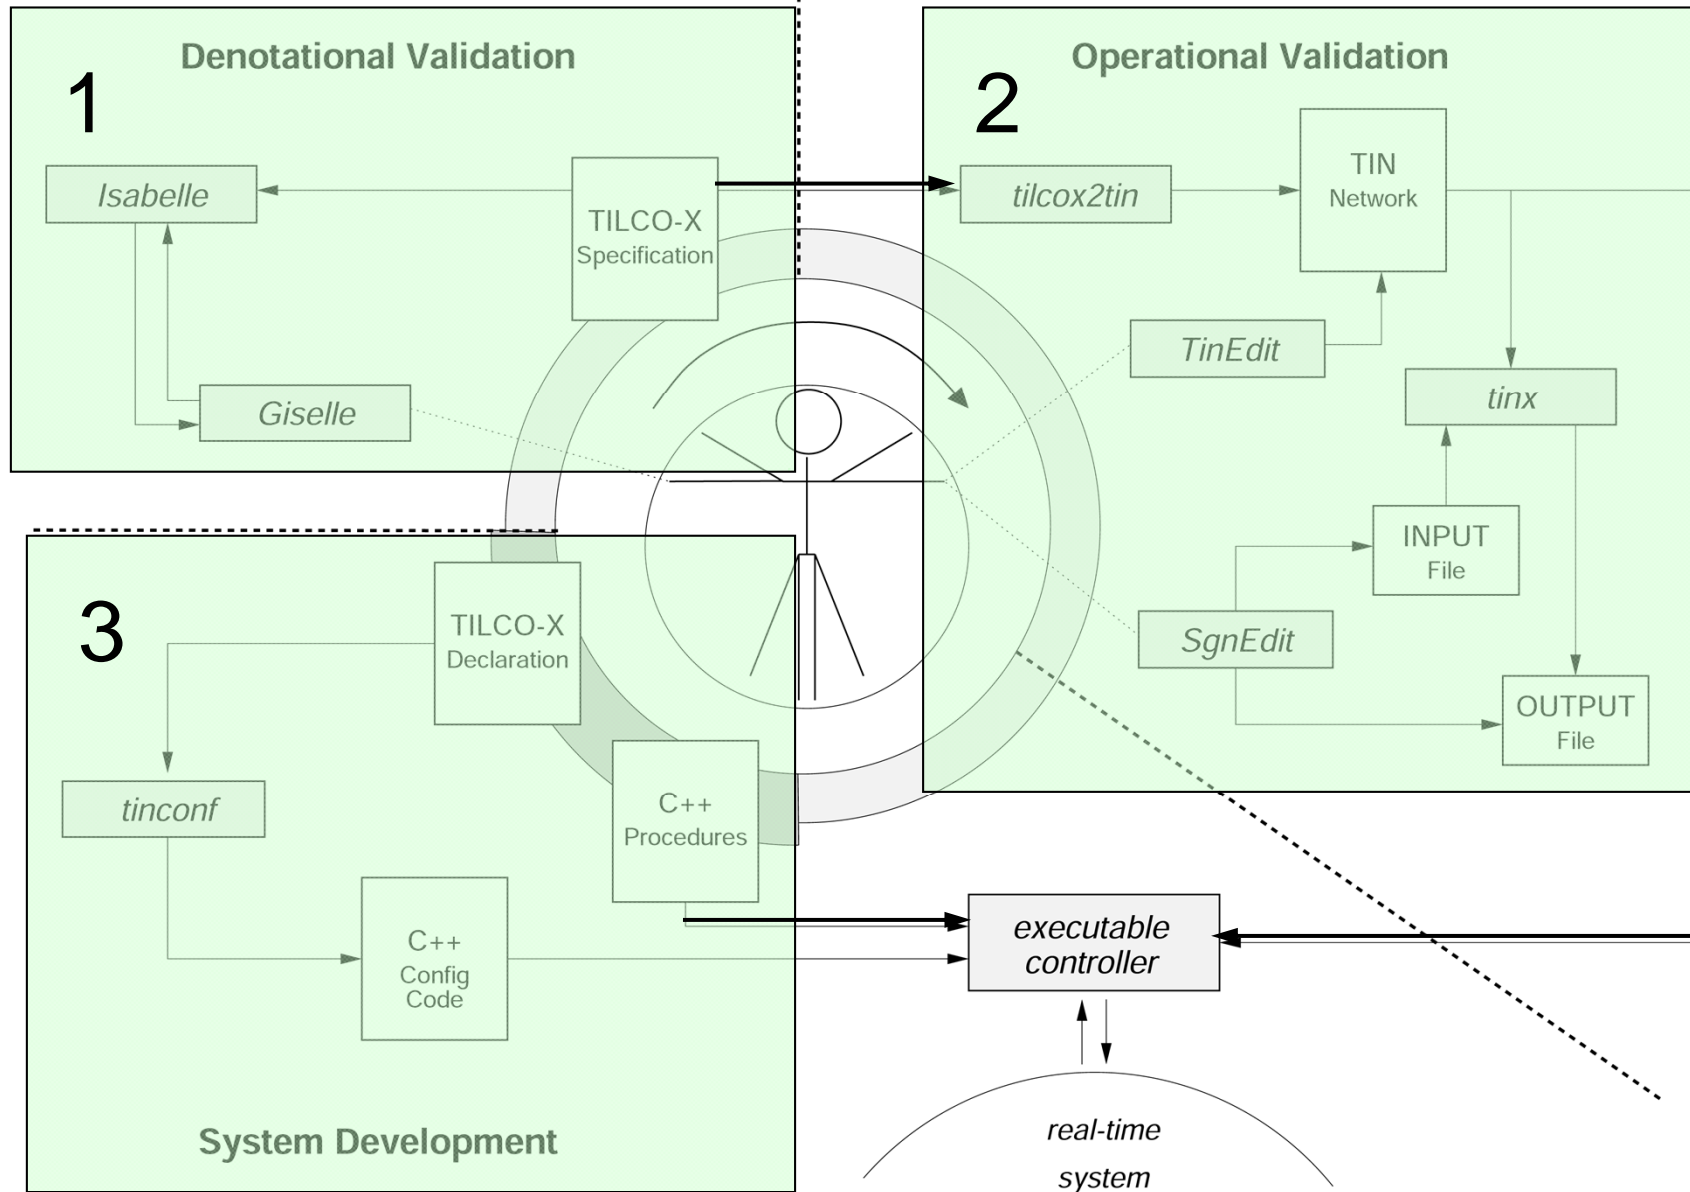 Denotational Validation
1
Isabelle
TILCO-X
Specification
Giselle
Operational Validation
2
tilcox2tin
TIN
Network
TinEdit
tinx
INPUT
File
SgnEdit
OUTPUT
File
3
TILCO-X
Declaration
tinconf
C++
Procedures
C++
Config
Code
System Development
executable
controller
real-time
system